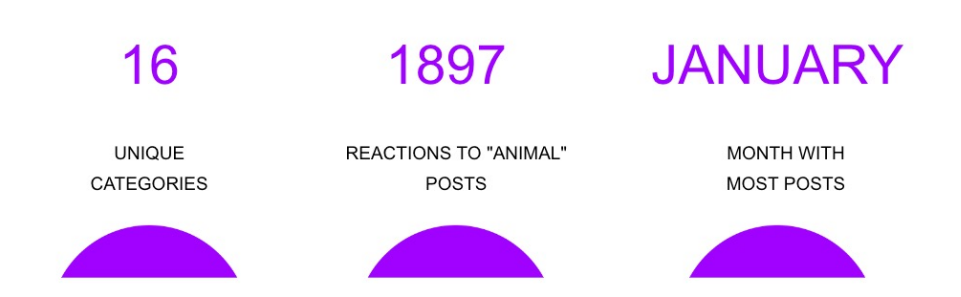 16
UNIQUE
CATEGORIES
1897
REACTIONS TO "ANIMAL"
POSTS
JANUARY
MONTH WITH
MOST POSTS